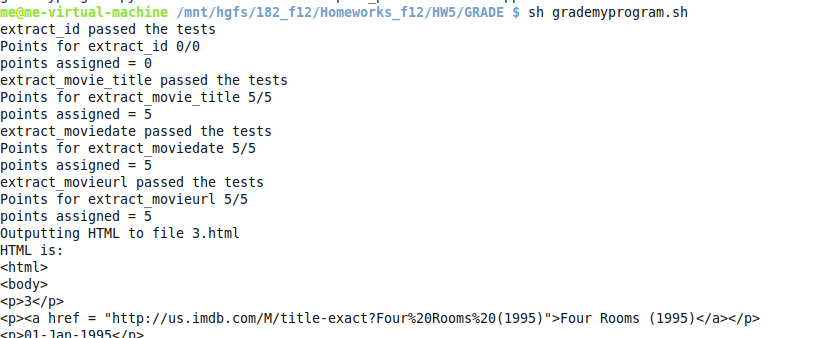 me@me-virtual-machine /mnt/hgfs/182_f12/Homeworks_f12/HW5/GRADE $ sh grademyprogram.sh
extract_id passed the tests
Points for extract_id 0/0
points assigned = 0
extract_movie_title passed the tests
Points for extract_movie_title 5/5
points assigned = 5
extract_moviedate passed the tests
Points for extract_moviedate 5/5
points assigned = 5
extract_movieurl passed the tests
Points for extract_movieurl 5/5
points assigned = 5
Outputting HTML to file 3.html
HTML is:
<html>
<body>
<p>3</p>
<p><a href = "http://us.imdb.com/M/title-exact?Four%20Rooms%20(1995)">Four Rooms (1995)</a></p>
<p>01-Jan-1995</p>